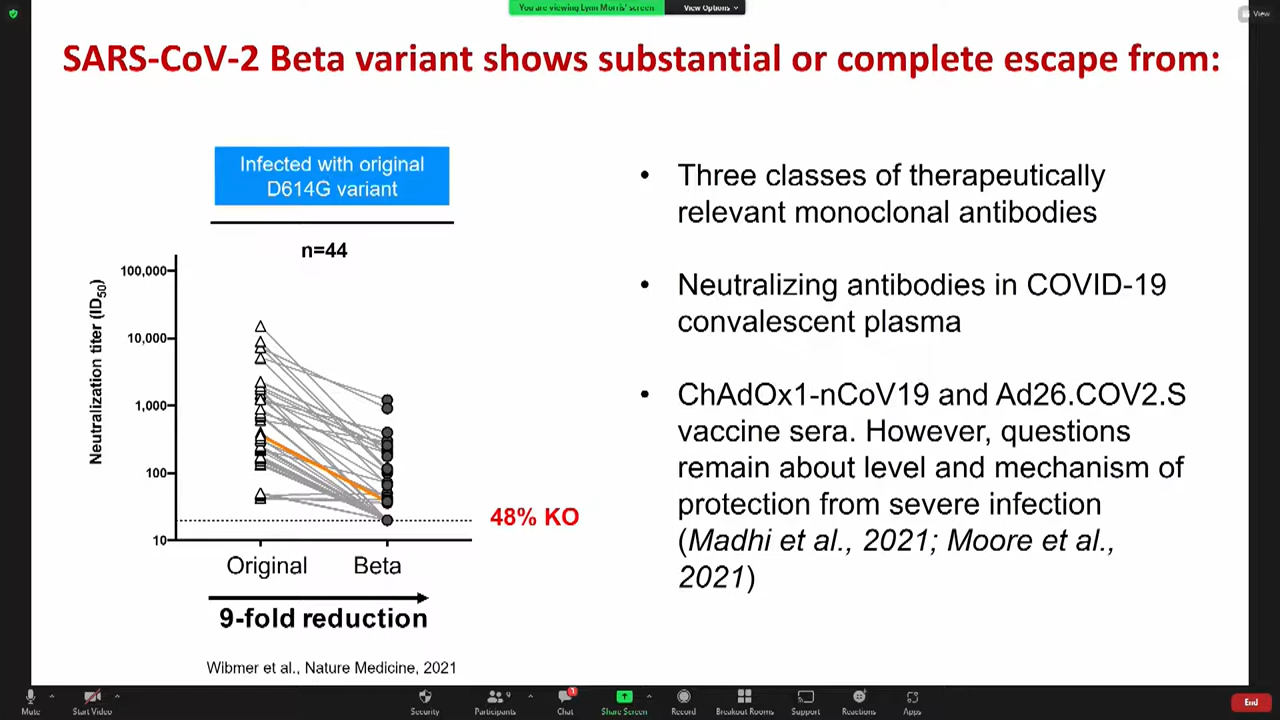 You are viewing Lynn Morris' screen
View Options
View
SARS-CoV-2 Beta variant shows substantial or complete escape from:
Infected with original
D614G variant
n=44
Neutralization titer (ID50)
100,000
10,000
1,000
100
10
48% KO
Original
Beta
9-fold reduction
Wibmer et al., Nature Medicine, 2021
• Three classes of therapeutically
relevant monoclonal antibodies
• Neutralizing antibodies in COVID-19
convalescent plasma
• ChAdOx1-nCoV19 and Ad26.COV2.S
vaccine sera. However, questions
remain about level and mechanism of
protection from severe infection
(Madhi et al., 2021; Moore et al.,
2021)
Mute
Start Video
Security
Participants
9
Chat
1
Share Screen
Record
Breakout Rooms
Support
Reactions
Apps
End